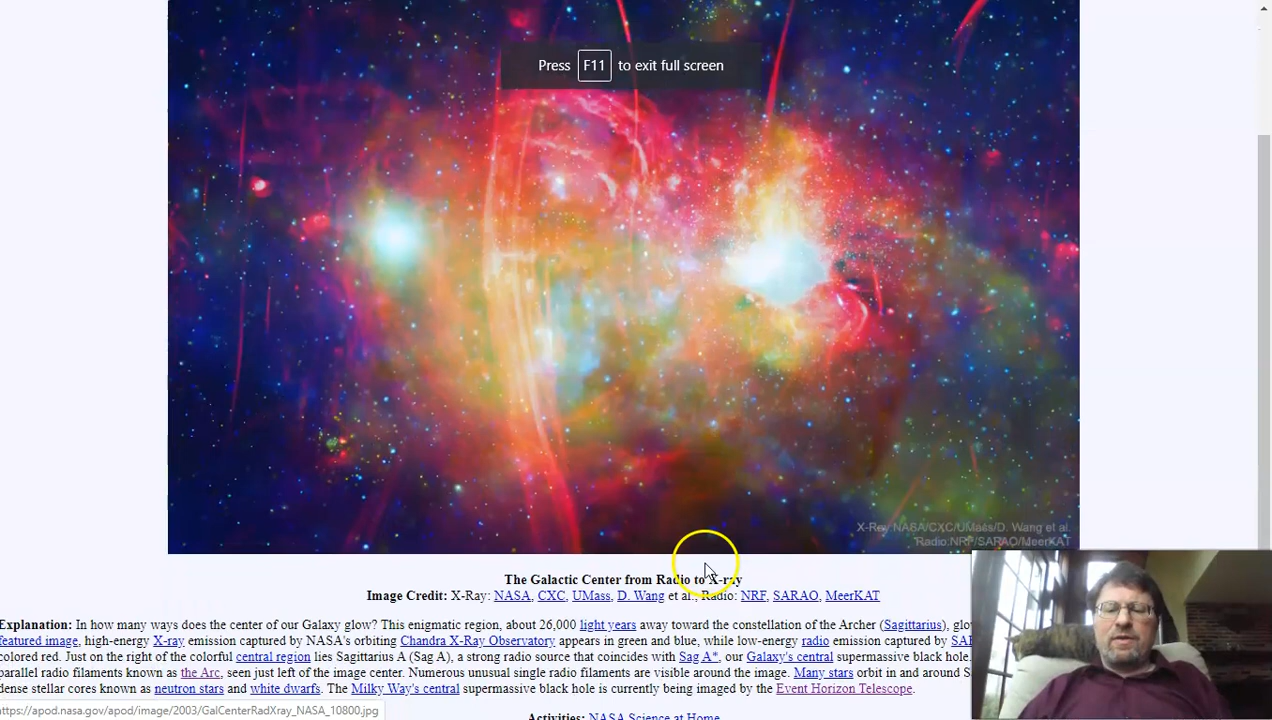 Press F11 to exit full screen
X-Ray: NASA/CXC/UMass/D. Wang et al.
Radio:NRF/SARAO/MeerKAT
The Galactic Center from Radio to X-ray
Image Credit: X-Ray: NASA, CXC, UMass, D. Wang et al., Radio: NRF, SARAO, MeerKAT
Explanation: In how many ways does the center of our Galaxy glow? This enigmatic region, about 26,000 light years away toward the constellation of the Archer (Sagittarius),
featured image, high-energy X-ray emission captured by NASA's orbiting Chandra X-Ray Observatory appears in green and blue, while low-energy radio emission captured by
colored red. Just on the right of the colorful central region lies Sagittarius A (Sag A), a strong radio source that coincides with Sag A*, our Galaxy's central supermassive black hole.
parallel radio filaments known as the Arc, seen just left of the image center. Numerous unusual single radio filaments are visible around the image. Many stars orbit in and around
dense stellar cores known as neutron stars and white dwarfs. The Milky Way's central supermassive black hole is currently being imaged by the Event Horizon Telescope.
https://apod.nasa.gov/apod/image/2003/GalCenterRadXray_NASA_10800.jpg
Activities: NASA Science at Home